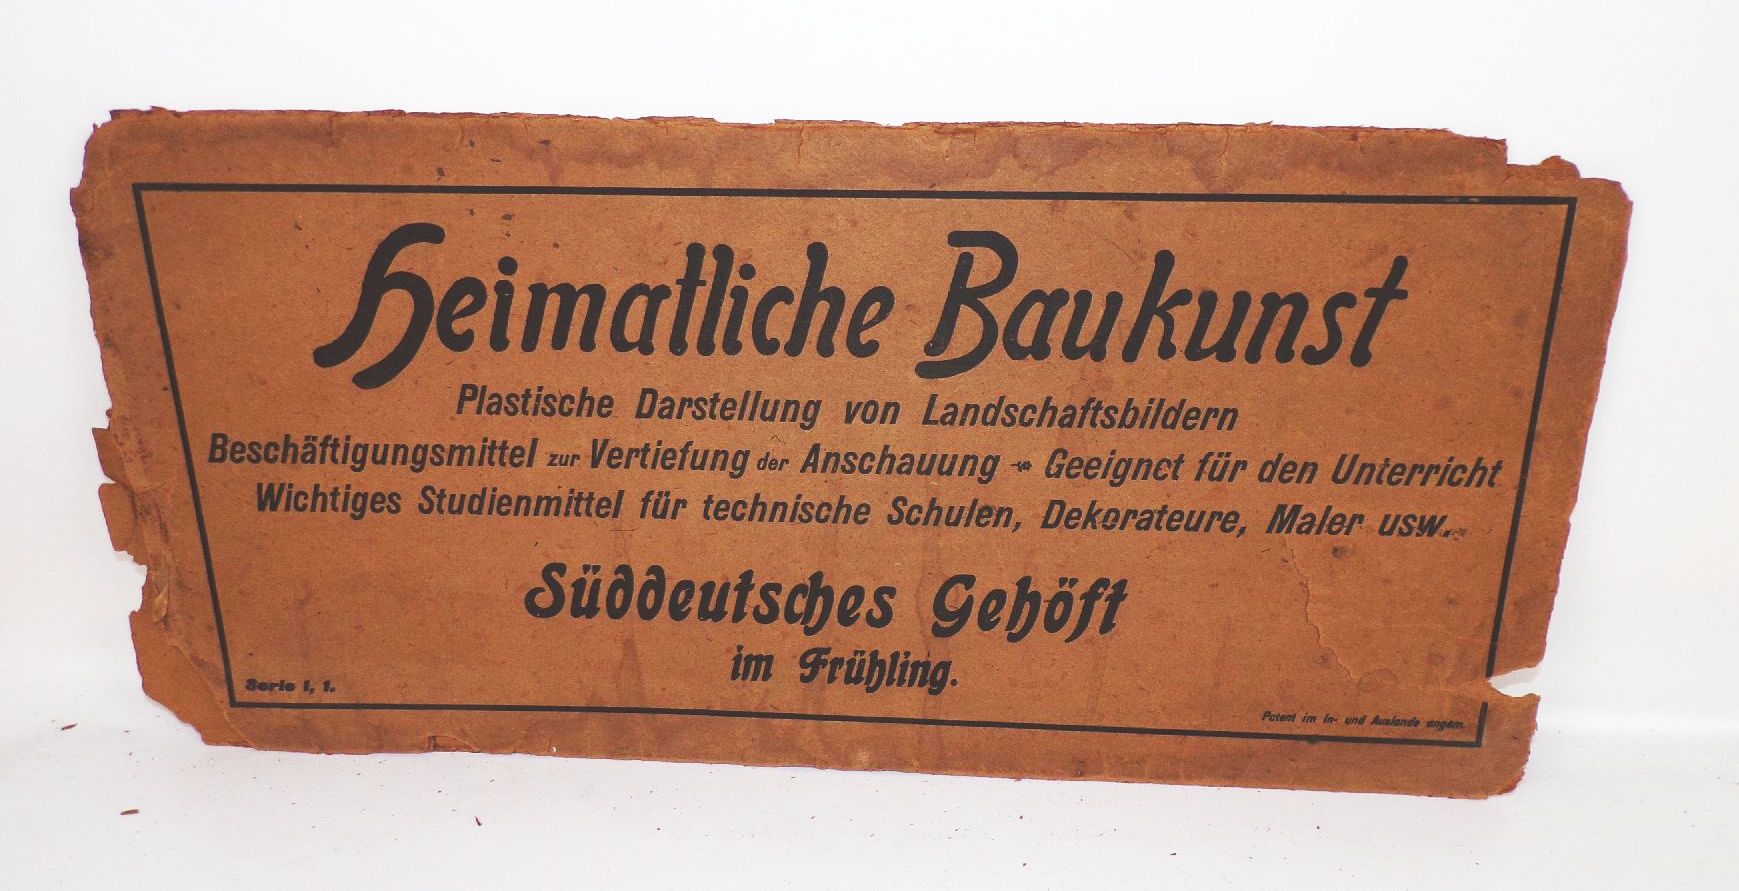 Heimatliche Baukunst
Plastische Darstellung von Landschaftsbildern
Beschäftigungsmittel zur Vertiefung der Anschauung Geeignet für den Unterricht
Wichtiges Studienmittel für technische Schulen, Dekorateure, Maler usw.
Süddeutsches Gehöft
im Frühling.
Serie I, 1.
Patent im In- und Auslande angem.